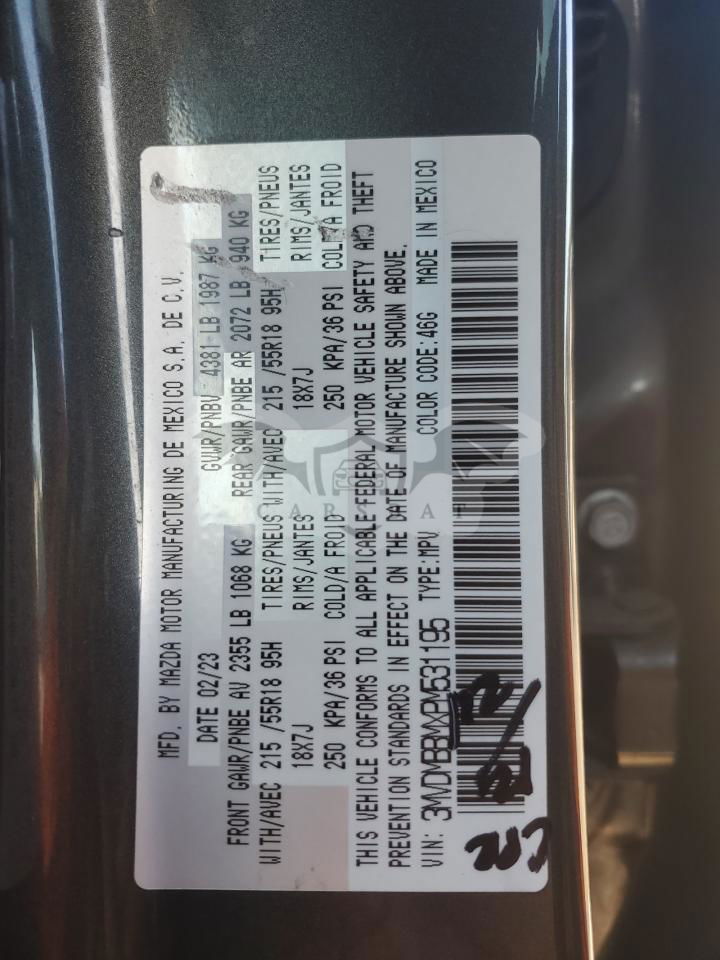 MFD. BY MAZDA MOTOR MANUFACTURING DE MEXICO S.A. DE C.V.
DATE 02/23 GVWR/PNBV 4381 LB 1987 KG
FRONT GAWR/PNBE AV 2355 LB 1068 KG REAR GAWR/PNBE AR 2072 LB 940 KG
WITH/AVEC 215 /55R18 95H TIRES/PNEUS WITH/AVEC 215 /55R18 95H TIRES/PNEUS
18X7J RIMS/JANTES 18X7J RIMS/JANTES
250 KPA/36 PSI COLD/A FROID 250 KPA/36 PSI COLD/A FROID
THIS VEHICLE CONFORMS TO ALL APPLICABLE FEDERAL MOTOR VEHICLE SAFETY AND THEFT
PREVENTION STANDARDS IN EFFECT ON THE DATE OF MANUFACTURE SHOWN ABOVE.
VIN: 3MVDMBBMXPM531195 TYPE:MPV COLOR CODE:46G MADE IN MEXICO